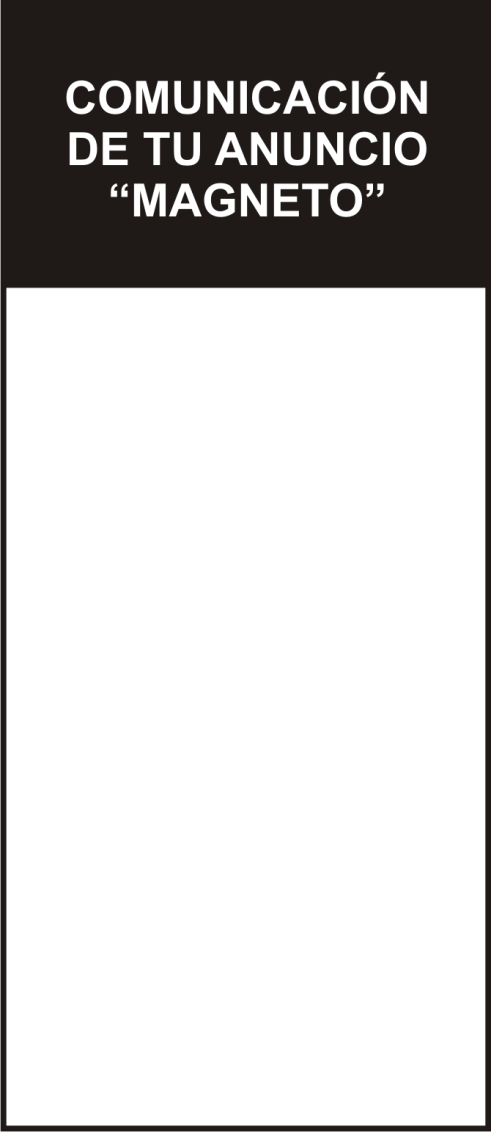 COMUNICACIÓN
DE TU ANUNCIO
“MAGNETO”